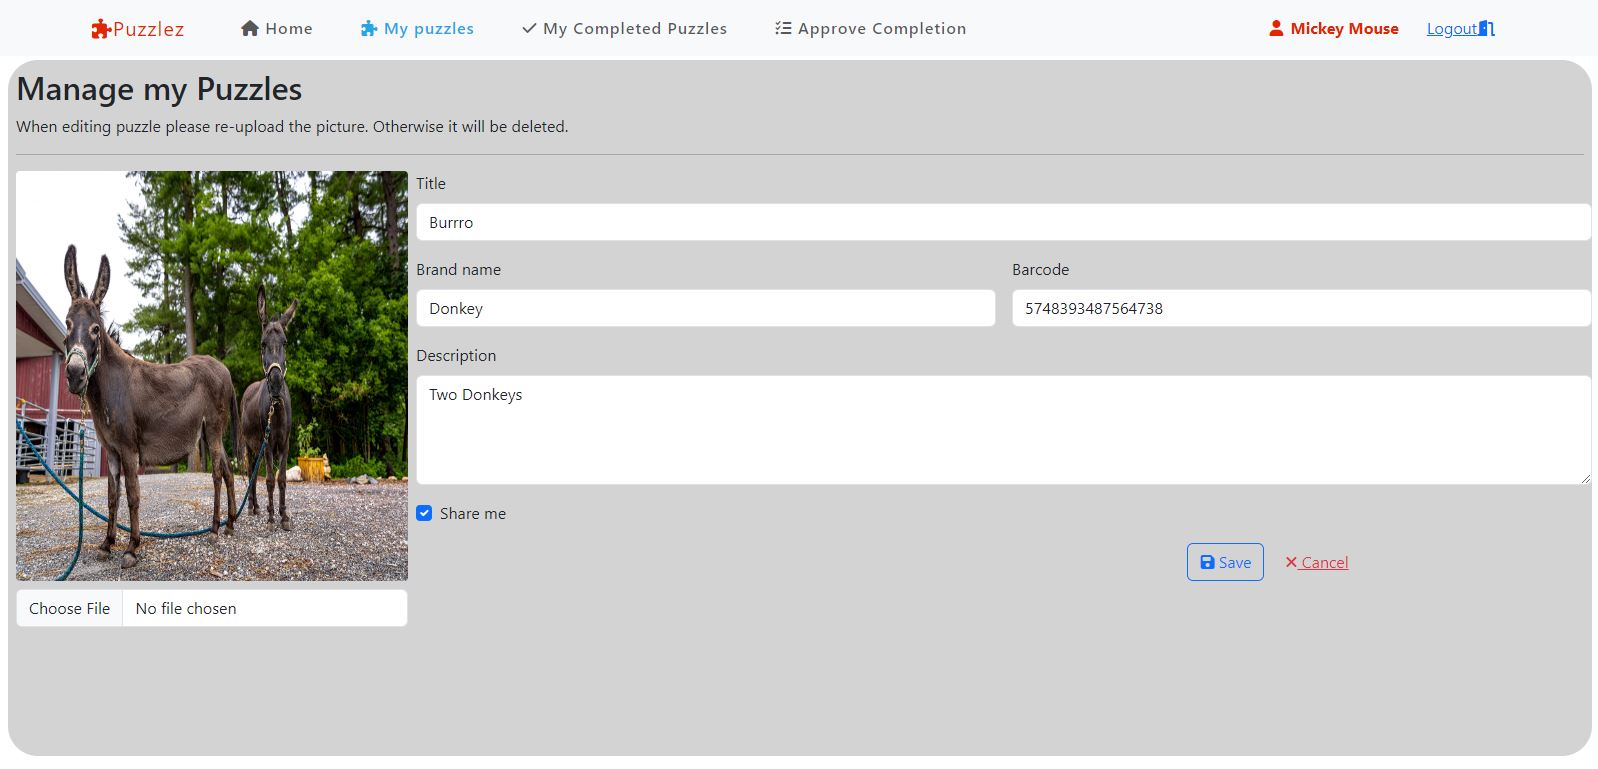 Puzzlez Home My puzzles My Completed Puzzles Approve Completion Mickey Mouse Logout
Manage my Puzzles
When editing puzzle please re-upload the picture. Otherwise it will be deleted.
Title
Burrro
Brand name Barcode
Donkey 5748393487564738
Description
Two Donkeys
Share me
Save Cancel
Choose File No file chosen